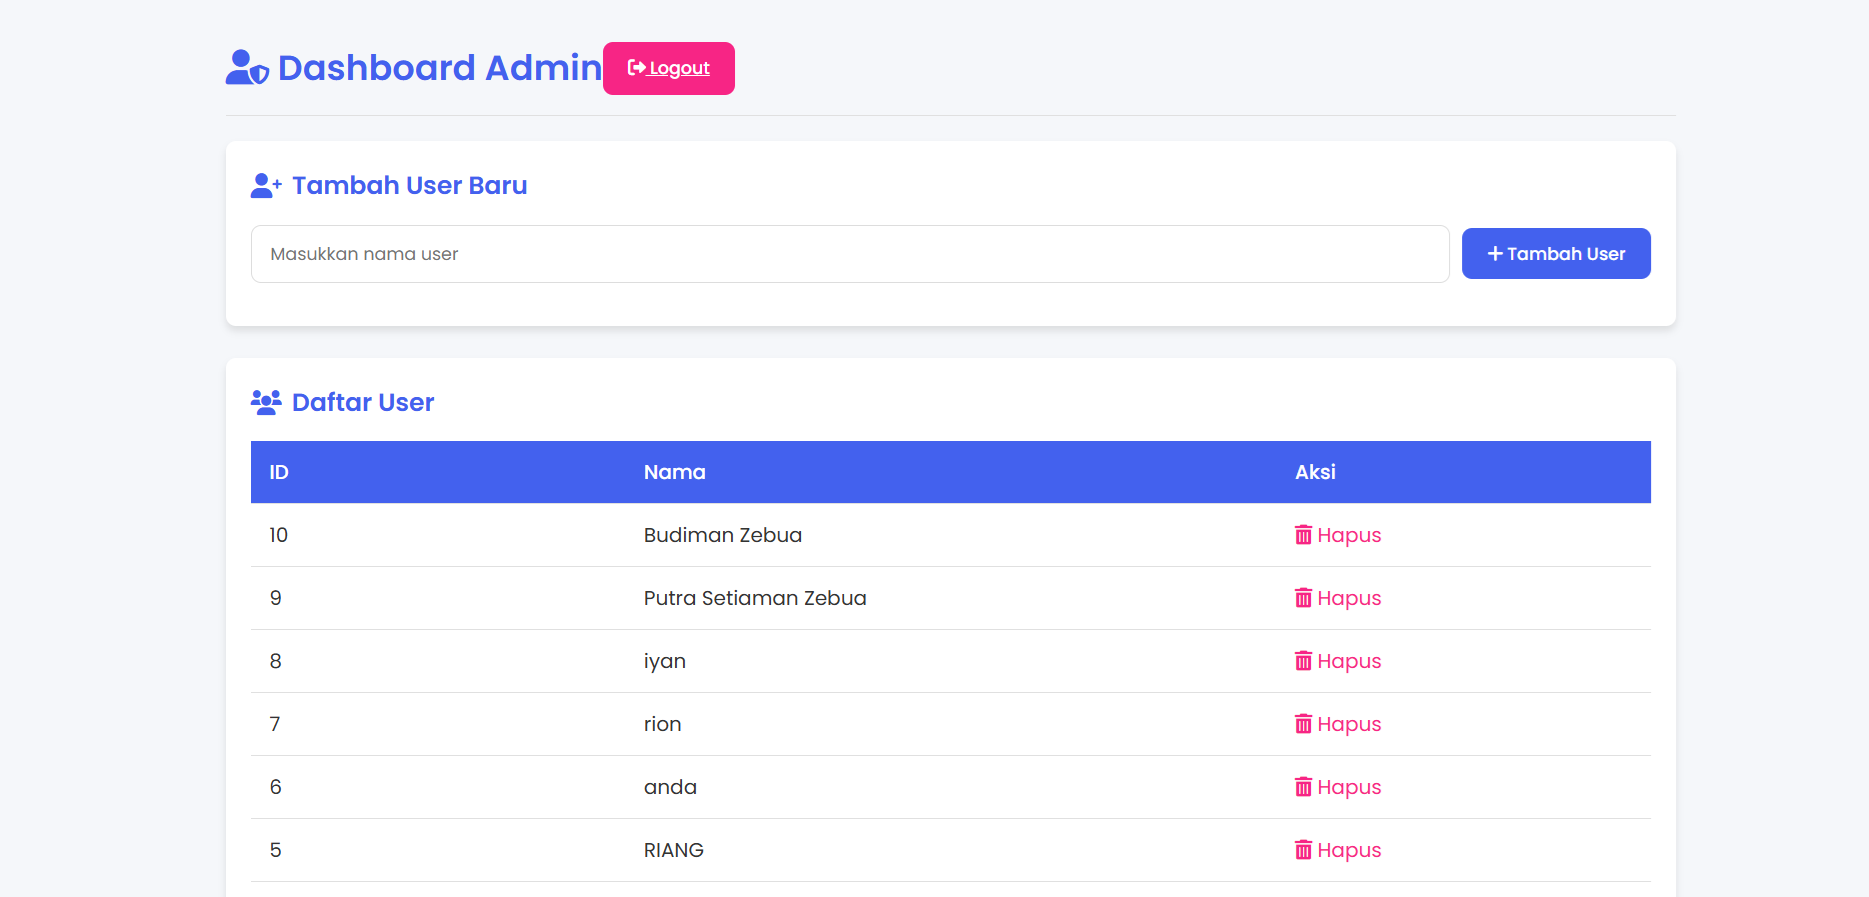 Dashboard Admin Logout
Tambah User Baru
Masukkan nama user Tambah User
Daftar User
ID Nama Aksi
10 Budiman Zebua Hapus
9 Putra Setiaman Zebua Hapus
8 iyan Hapus
7 rion Hapus
6 anda Hapus
5 RIANG Hapus